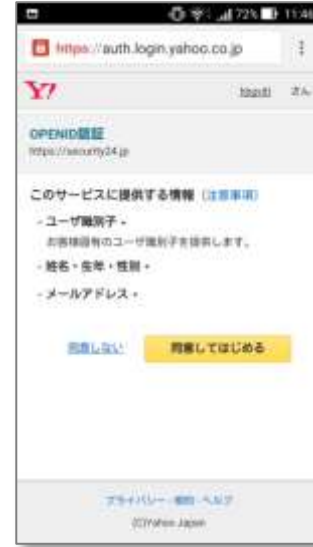 72% 11:46
https://auth.login.yahoo.co.jp
Y!
さん
OPENID認証
https://security24.jp
このサービスに提供する情報 (注意事項)
- ユーザ識別子 -
お客様固有のユーザ識別子を提供します。
- 姓名・生年・性別 -
- メールアドレス -
同意しない 同意してはじめる
プライバシー - 規約 - ヘルプ
(C)Yahoo Japan